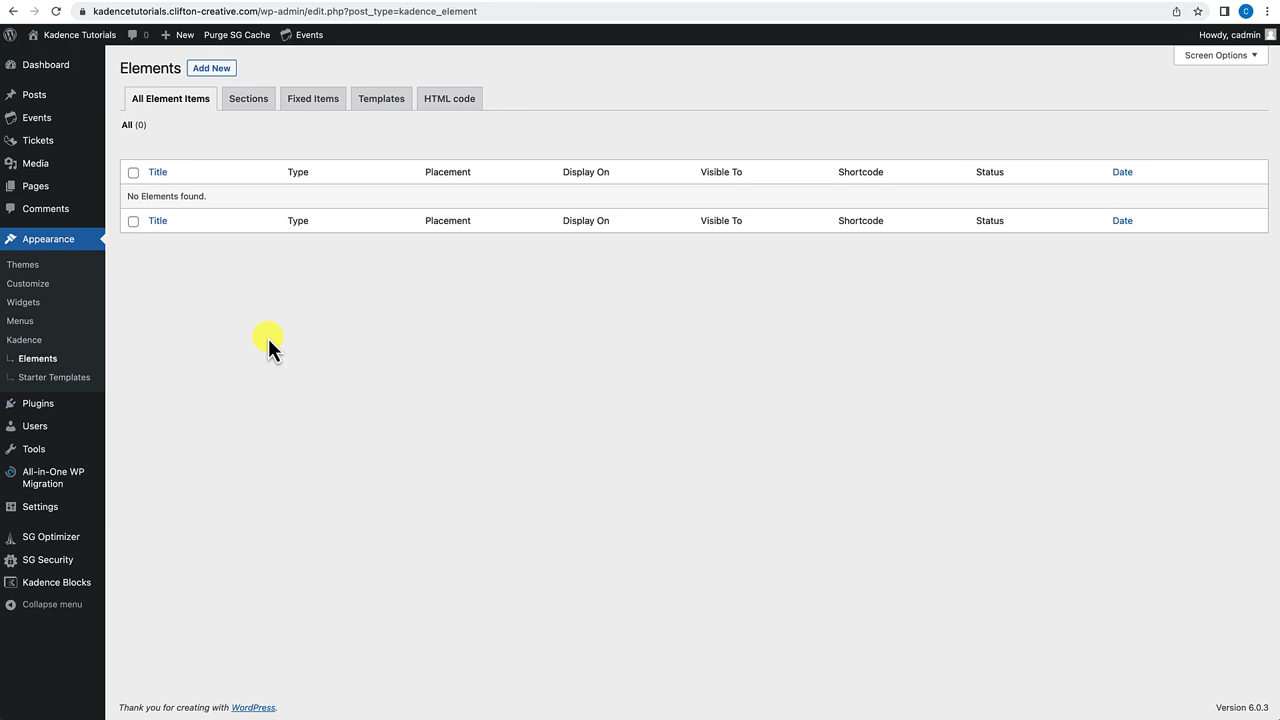 kadencetutorials.clifton-creative.com/wp-admin/edit.php?post_type=kadence_element
C
Kadence Tutorials 0 New Purge SG Cache Events Howdy, cadmin
Screen Options
Elements Add New
All Element Items Sections Fixed Items Templates HTML code
All (0)
Title Type Placement Display On Visible To Shortcode Status Date
No Elements found.
Title Type Placement Display On Visible To Shortcode Status Date
Dashboard
Posts
Events
Tickets
Media
Pages
Comments
Appearance
Themes
Customize
Widgets
Menus
Kadence
Elements
Starter Templates
Plugins
Users
Tools
All-in-One WP
Migration
Settings
SG Optimizer
SG Security
Kadence Blocks
Collapse menu
Thank you for creating with WordPress.
Version 6.0.3